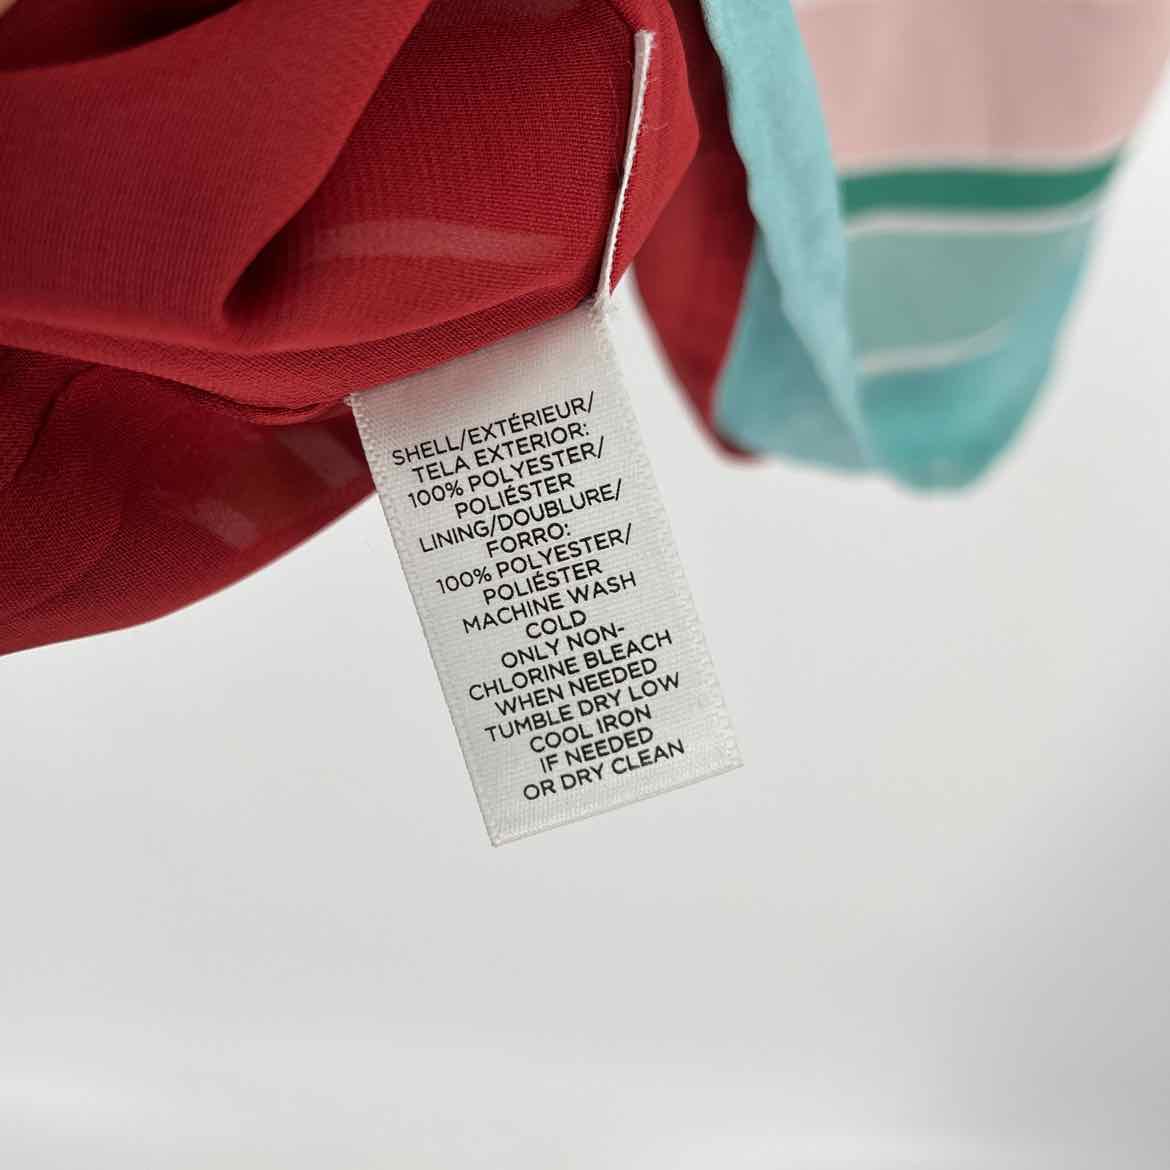 SHELL/EXTÉRIEUR/
TELA EXTERIOR:
100% POLYESTER/
POLIÉSTER
LINING/DOUBLURE/
FORRO:
100% POLYESTER/
POLIÉSTER
MACHINE WASH
COLD
ONLY NON-
CHLORINE BLEACH
WHEN NEEDED
TUMBLE DRY LOW
COOL IRON
IF NEEDED
OR DRY CLEAN